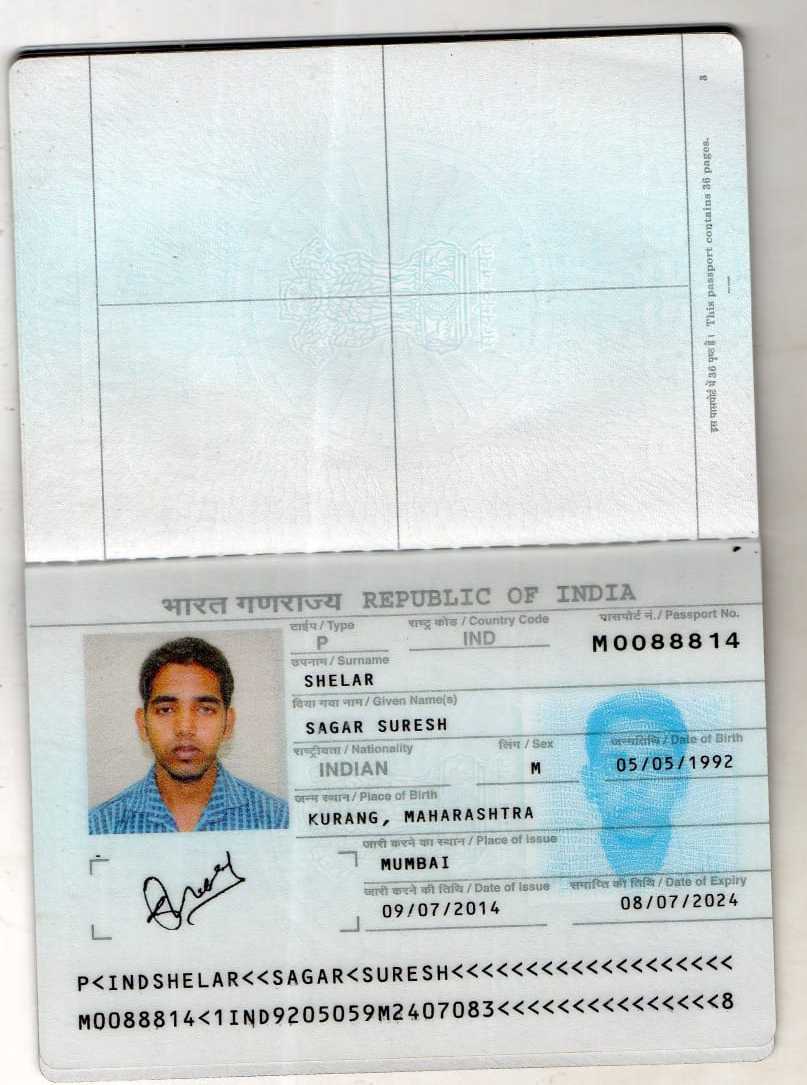 3
इस पासपोर्ट में 36 पृष्ठ हैं। This passport contains 36 pages.
भारत गणराज्य REPUBLIC OF INDIA
टाईप / Type राष्ट्र कोड / Country Code पासपोर्ट नं. / Passport No.
P IND M0088814
उपनाम / Surname
SHELAR
दिया गया नाम / Given Name(s)
SAGAR SURESH
राष्ट्रीयता / Nationality लिंग / Sex जन्मतिथि / Date of Birth
INDIAN M 05/05/1992
जन्म स्थान / Place of Birth
KURANG, MAHARASHTRA
जारी करने का स्थान / Place of Issue
MUMBAI
जारी करने की तिथि / Date of Issue समाप्ति की तिथि / Date of Expiry
09/07/2014 08/07/2024
P<INDSHELAR<<SAGAR<SURESH<<<<<<<<<<<<<<<<<<<
M0088814<1IND9205059M2407083<<<<<<<<<<<<<<<8